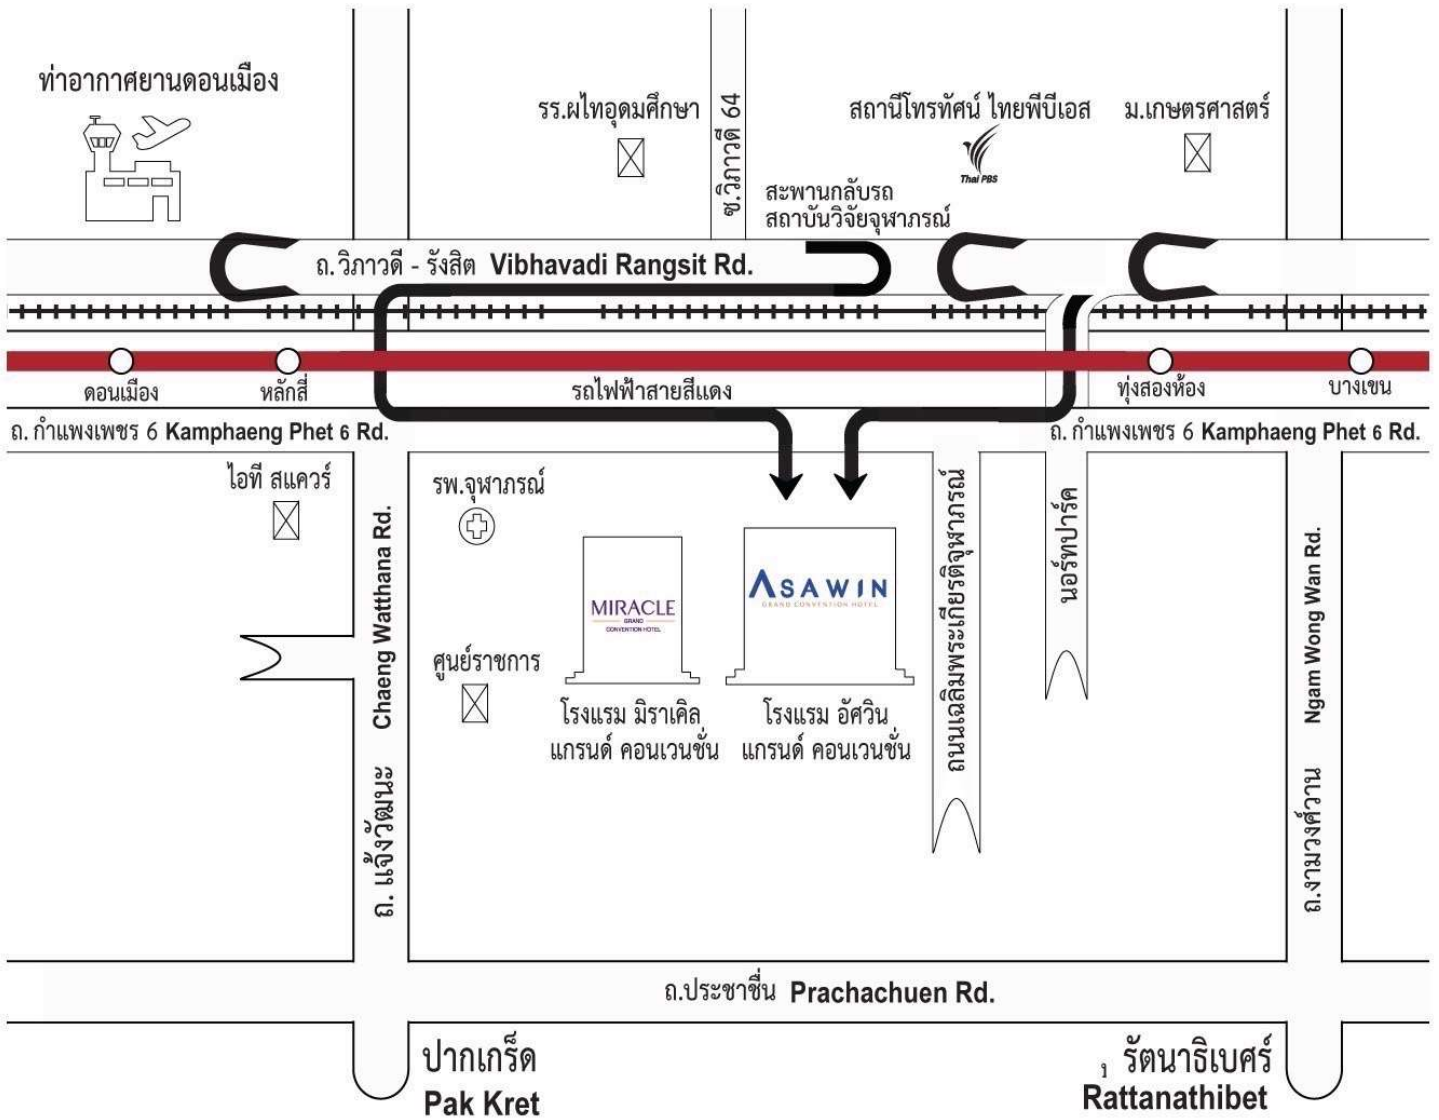 ท่าอากาศยานดอนเมือง
รร.ผไทอุดมศึกษา
ซ.วิภาวดี 64
สถานีโทรทัศน์ ไทยพีบีเอส
Thai PBS
ม.เกษตรศาสตร์
สะพานกลับรถ
สถาบันวิจัยจุฬาภรณ์
ถ.วิภาวดี - รังสิต Vibhavadi Rangsit Rd.
ดอนเมือง
หลักสี่
รถไฟฟ้าสายสีแดง
ทุ่งสองห้อง
บางเขน
ถ. กำแพงเพชร 6 Kamphaeng Phet 6 Rd.
ถ. กำแพงเพชร 6 Kamphaeng Phet 6 Rd.
ไอที สแควร์
รพ.จุฬาภรณ์
ถ. แจ้งวัฒนะ Chaeng Watthana Rd.
ศูนย์ราชการ
MIRACLE
GRAND
CONVENTION HOTEL
โรงแรม มิราเคิล
แกรนด์ คอนเวนชั่น
ASAWIN
GRAND CONVENTION HOTEL
โรงแรม อัศวิน
แกรนด์ คอนเวนชั่น
ถนนเฉลิมพระเกียรติจุฬาภรณ์
นอร์ทปาร์ค
ถ.งามวงศ์วาน Ngam Wong Wan Rd.
ถ.ประชาชื่น Prachachuen Rd.
ปากเกร็ด
Pak Kret
รัตนาธิเบศร์
Rattanathibet